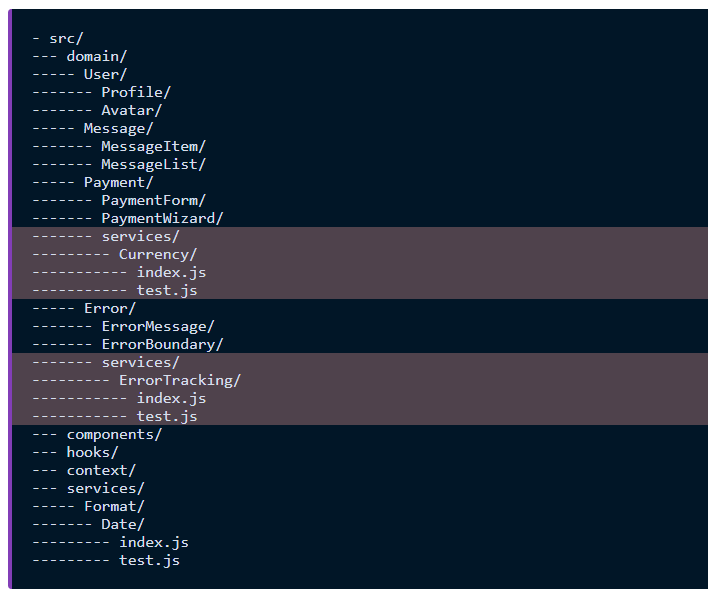 - src/
--- domain/
----- User/
------- Profile/
------- Avatar/
----- Message/
------- MessageItem/
------- MessageList/
----- Payment/
------- PaymentForm/
------- PaymentWizard/
------- services/
--------- Currency/
----------- index.js
----------- test.js
----- Error/
------- ErrorMessage/
------- ErrorBoundary/
------- services/
--------- ErrorTracking/
----------- index.js
----------- test.js
--- components/
--- hooks/
--- context/
--- services/
----- Format/
------- Date/
--------- index.js
--------- test.js